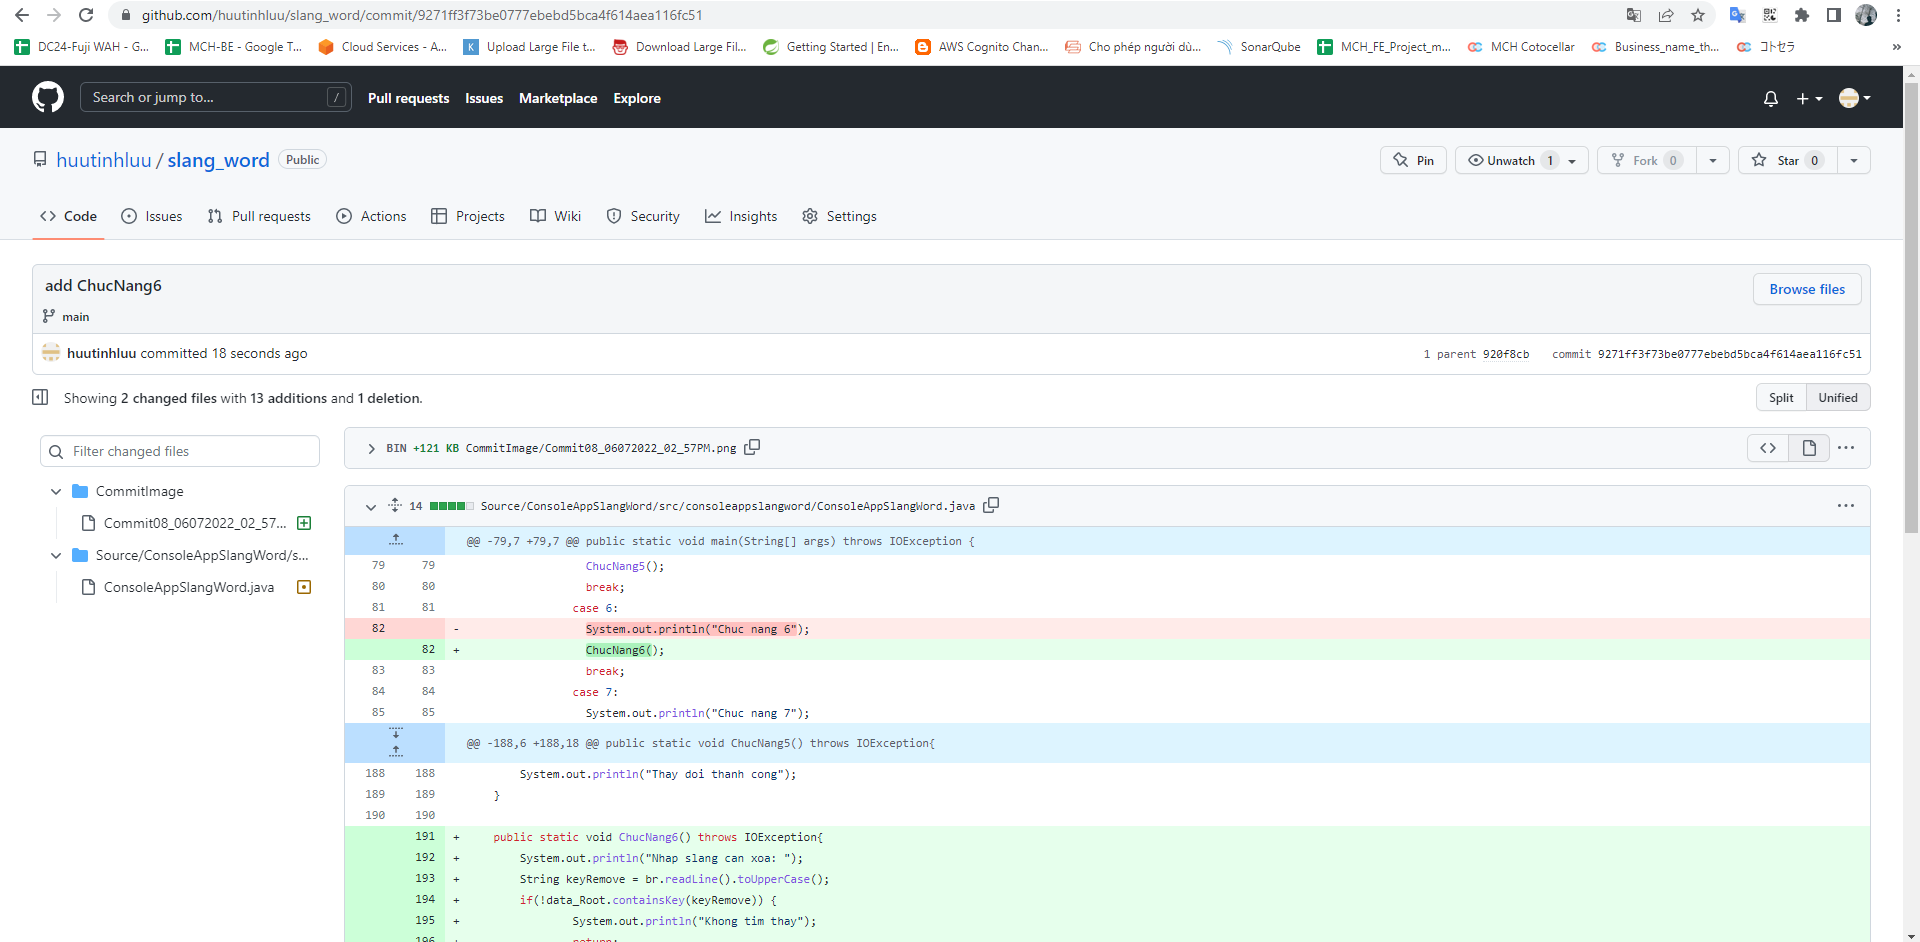 github.com/huutinhluu/slang_word/commit/9271ff3f73be0777ebebd5bca4f614aea116fc51
DC24-Fuji WAH - G... MCH-BE - Google T... Cloud Services - A... Upload Large File t... Download Large Fil... Getting Started | En... AWS Cognito Chan... Cho phép người dù... SonarQube MCH_FE_Project_m... MCH Cotocellar Business_name_th... コトセラ »
Search or jump to... / Pull requests Issues Marketplace Explore
huutinhluu / slang_word Public Pin Unwatch 1 Fork 0 Star 0
Code Issues Pull requests Actions Projects Wiki Security Insights Settings
add ChucNang6 Browse files
main
huutinhluu committed 18 seconds ago 1 parent 920f8cb commit 9271ff3f73be0777ebebd5bca4f614aea116fc51
Showing 2 changed files with 13 additions and 1 deletion. Split Unified
Filter changed files
CommitImage
Commit08_06072022_02_57...
Source/ConsoleAppSlangWord/s...
ConsoleAppSlangWord.java
BIN +121 KB CommitImage/Commit08_06072022_02_57PM.png
14 Source/ConsoleAppSlangWord/src/consoleappslangword/ConsoleAppSlangWord.java
@@ -79,7 +79,7 @@ public static void main(String[] args) throws IOException {
79 79 ChucNang5();
80 80 break;
81 81 case 6:
82 - System.out.println("Chuc nang 6");
82 + ChucNang6();
83 83 break;
84 84 case 7:
85 85 System.out.println("Chuc nang 7");
@@ -188,6 +188,18 @@ public static void ChucNang5() throws IOException{
188 188 System.out.println("Thay doi thanh cong");
189 189 }
190 190
191 + public static void ChucNang6() throws IOException{
192 + System.out.println("Nhap slang can xoa: ");
193 + String keyRemove = br.readLine().toUpperCase();
194 + if(!data_Root.containsKey(keyRemove)) {
195 + System.out.println("Khong tim thay");
196 + return;